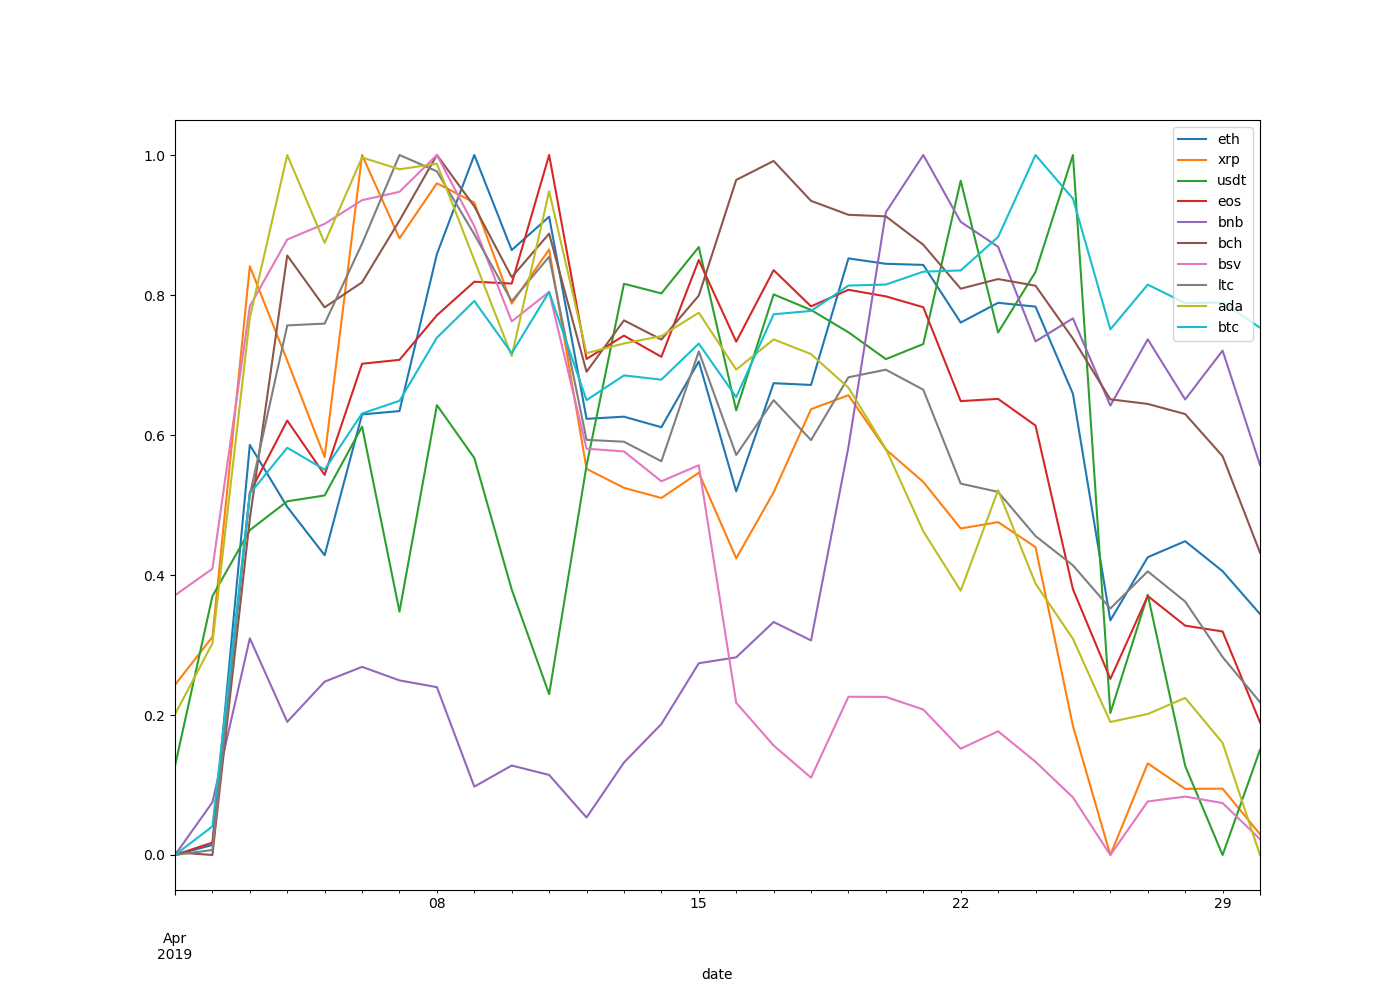 1.0
0.8
0.6
0.4
0.2
0.0
eth
xrp
usdt
eos
bnb
bch
bsv
ltc
ada
btc
08 15 22 29
Apr
2019
date